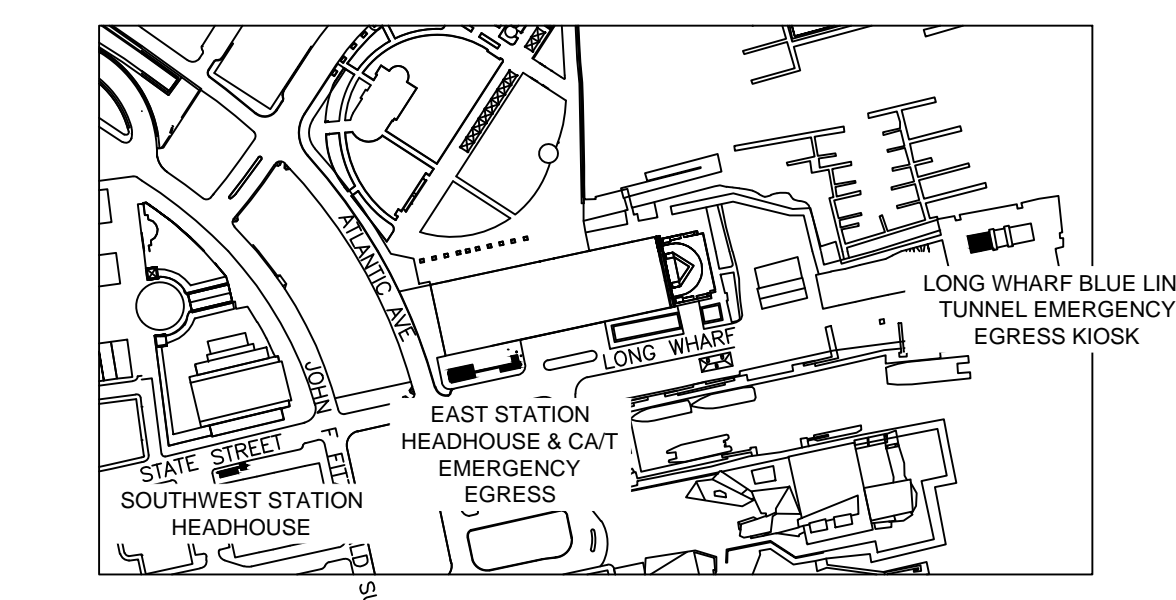 ATLANTIC AVE
LONG WHARF BLUE LIN
TUNNEL EMERGENCY
EGRESS KIOSK
LONG WHARF
JOHN F
EAST STATION
HEADHOUSE & CA/T
EMERGENCY
EGRESS
STATE STREET
SOUTHWEST STATION
HEADHOUSE